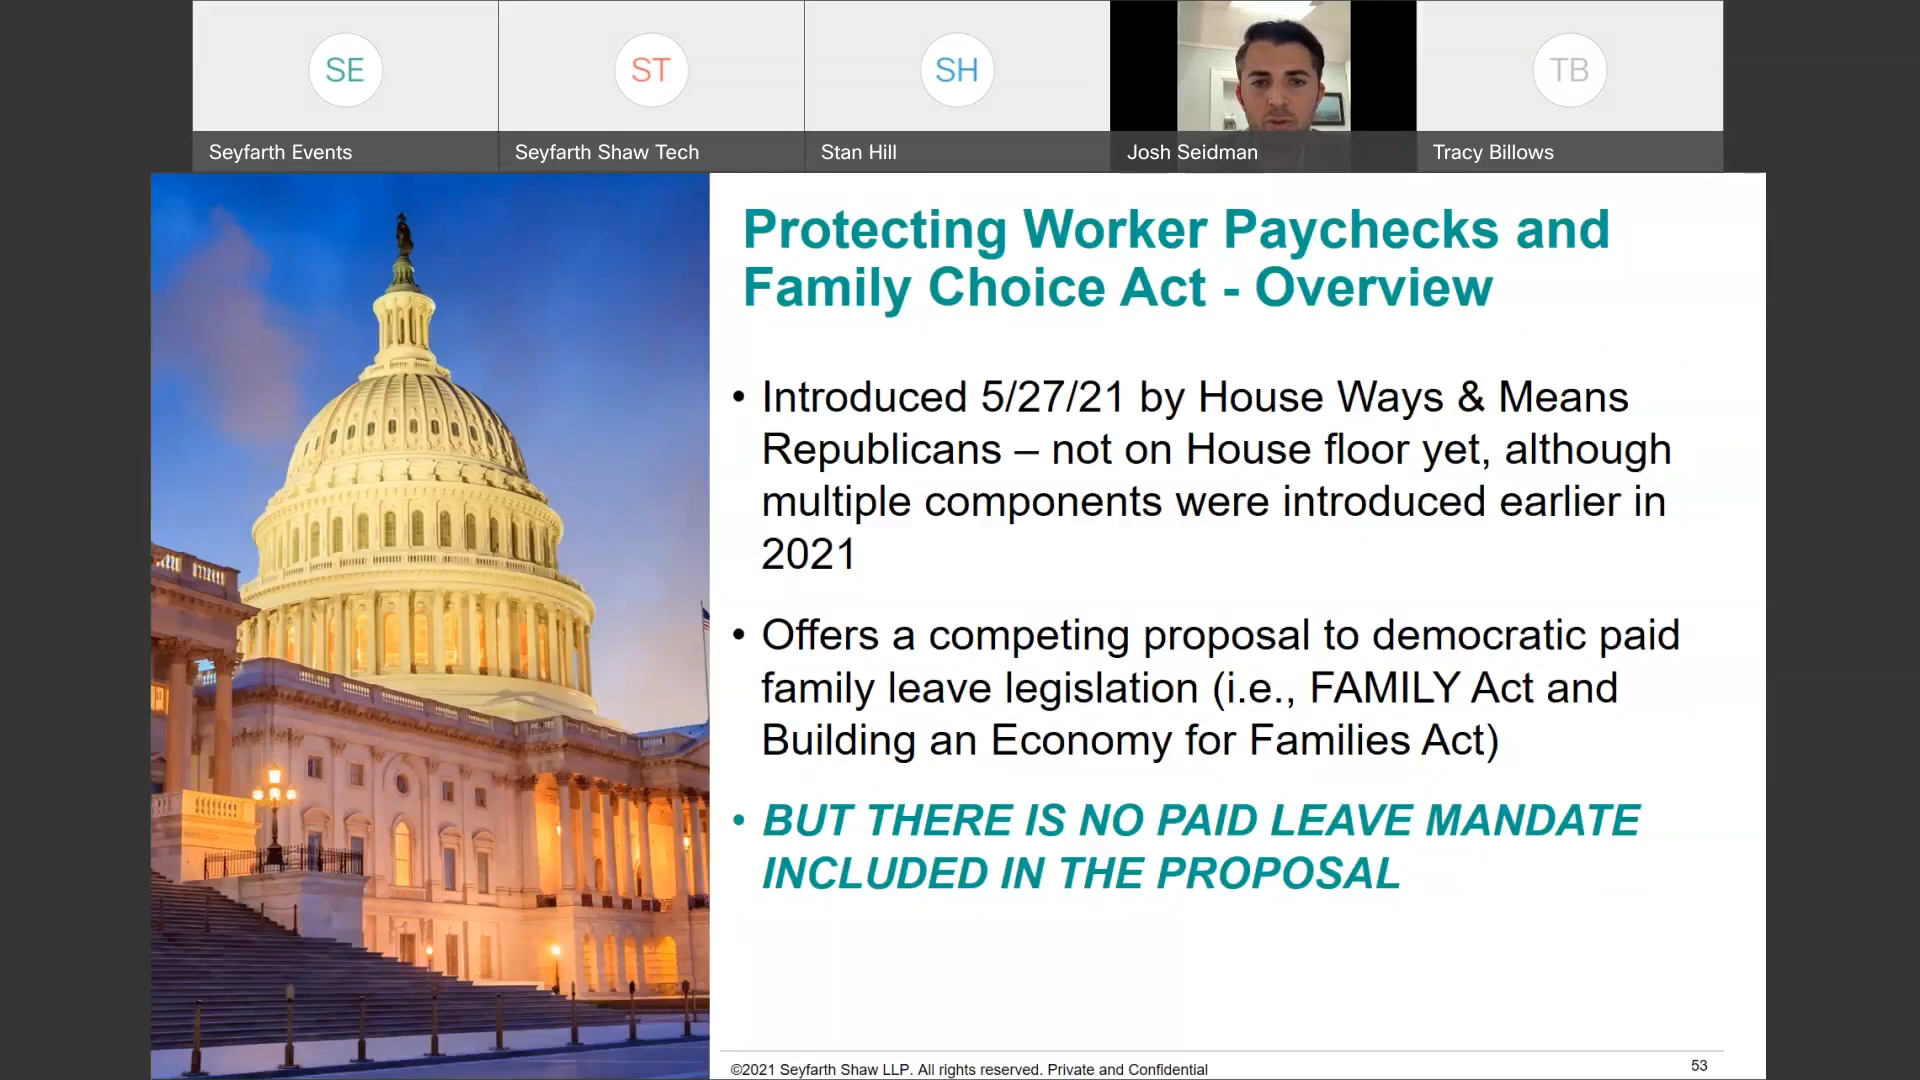 SE
ST
SH
TB
Seyfarth Events
Seyfarth Shaw Tech
Stan Hill
Josh Seidman
Tracy Billows
Protecting Worker Paychecks and
Family Choice Act - Overview
• Introduced 5/27/21 by House Ways & Means
Republicans – not on House floor yet, although
multiple components were introduced earlier in
2021
• Offers a competing proposal to democratic paid
family leave legislation (i.e., FAMILY Act and
Building an Economy for Families Act)
• BUT THERE IS NO PAID LEAVE MANDATE
INCLUDED IN THE PROPOSAL
©2021 Seyfarth Shaw LLP. All rights reserved. Private and Confidential
53